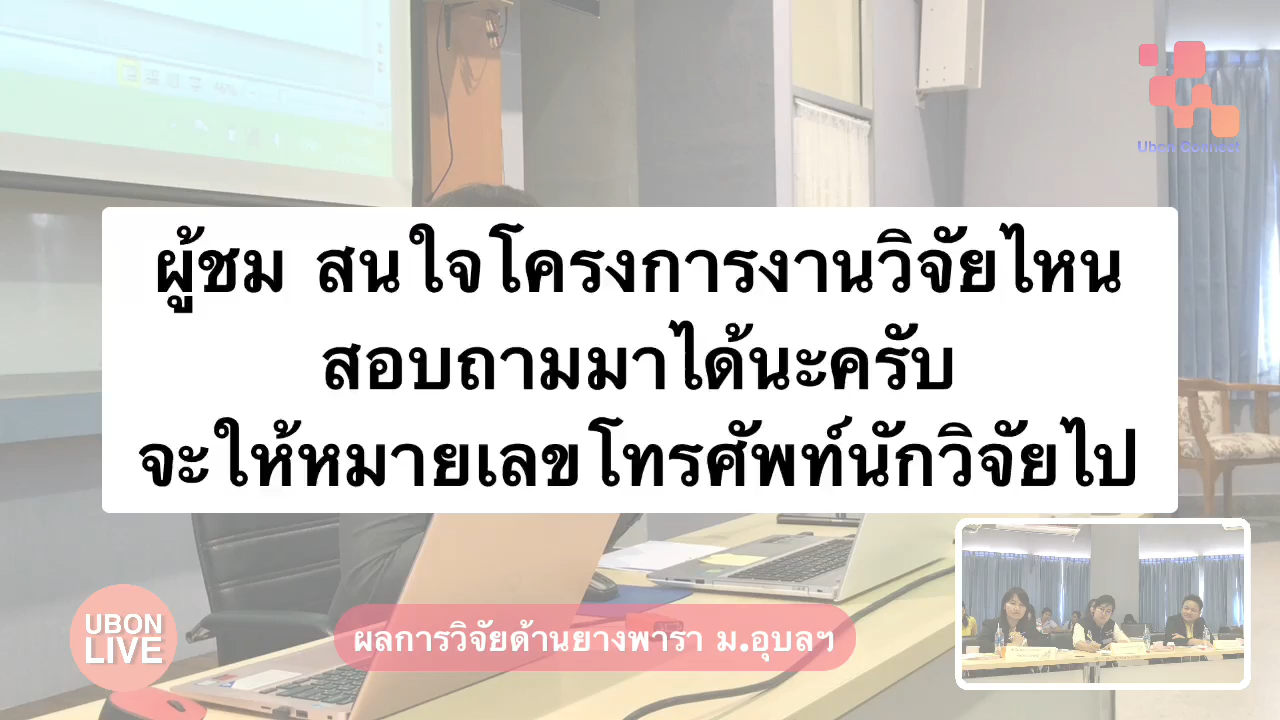 Ubon Connect
ผู้ชม สนใจโครงการงานวิจัยไหน
สอบถามมาได้นะครับ
จะให้หมายเลขโทรศัพท์นักวิจัยไป
UBON
LIVE
ผลการวิจัยด้านยางพารา ม.อุบลฯ